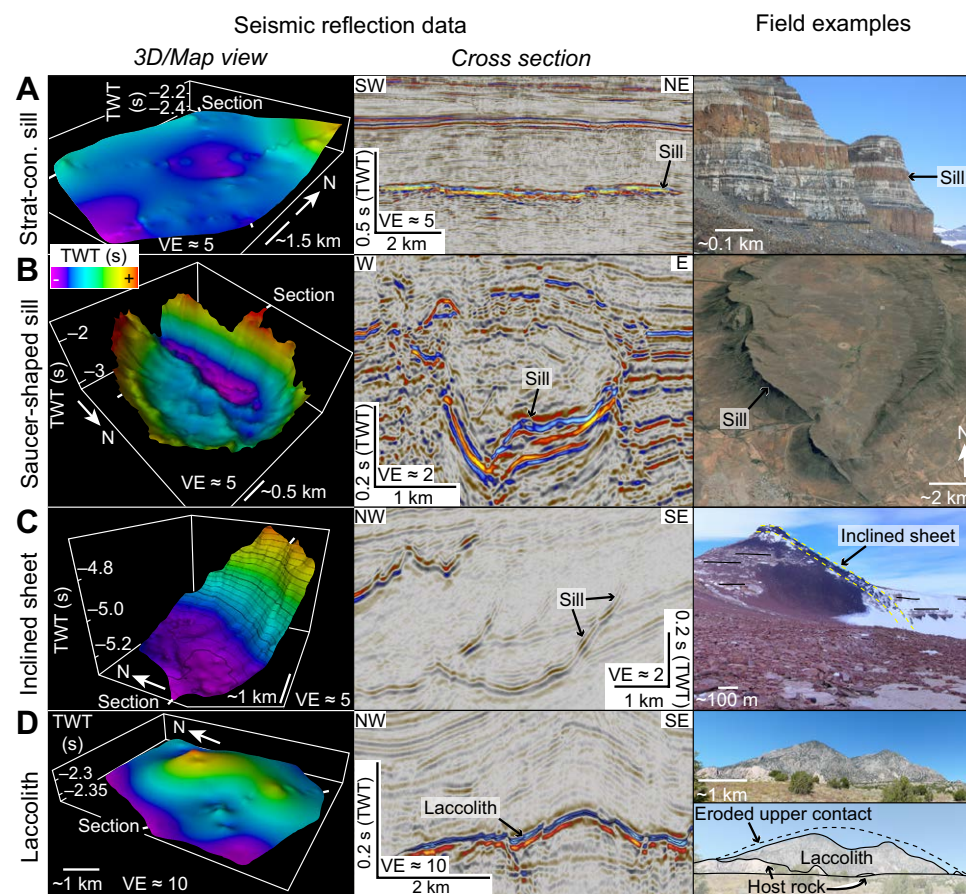 Seismic reflection data
Field examples
3D/Map view
Cross section
A
Strat-con. sill
TWT
(s)
–2.2
–2.4
Section
N
~1.5 km
VE ≈ 5
SW
NE
Sill
0.5 s (TWT)
VE ≈ 5
2 km
Sill
~0.1 km
B
Saucer-shaped sill
TWT (s)
-
+
Section
–2
–3
TWT (s)
N
VE ≈ 5
~0.5 km
W
E
Sill
0.2 s (TWT)
VE ≈ 2
1 km
Sill
N
~2 km
C
Inclined sheet
–4.8
–5.0
–5.2
TWT (s)
N
Section
~1 km
VE ≈ 5
NW
SE
Sill
0.2 s (TWT)
VE ≈ 2
1 km
Inclined sheet
~100 m
D
Laccolith
TWT
(s)
N
–2.3
–2.35
Section
~1 km
VE ≈ 10
NW
SE
Laccolith
0.2 s (TWT)
VE ≈ 10
2 km
~1 km
Eroded upper contact
Laccolith
Host rock